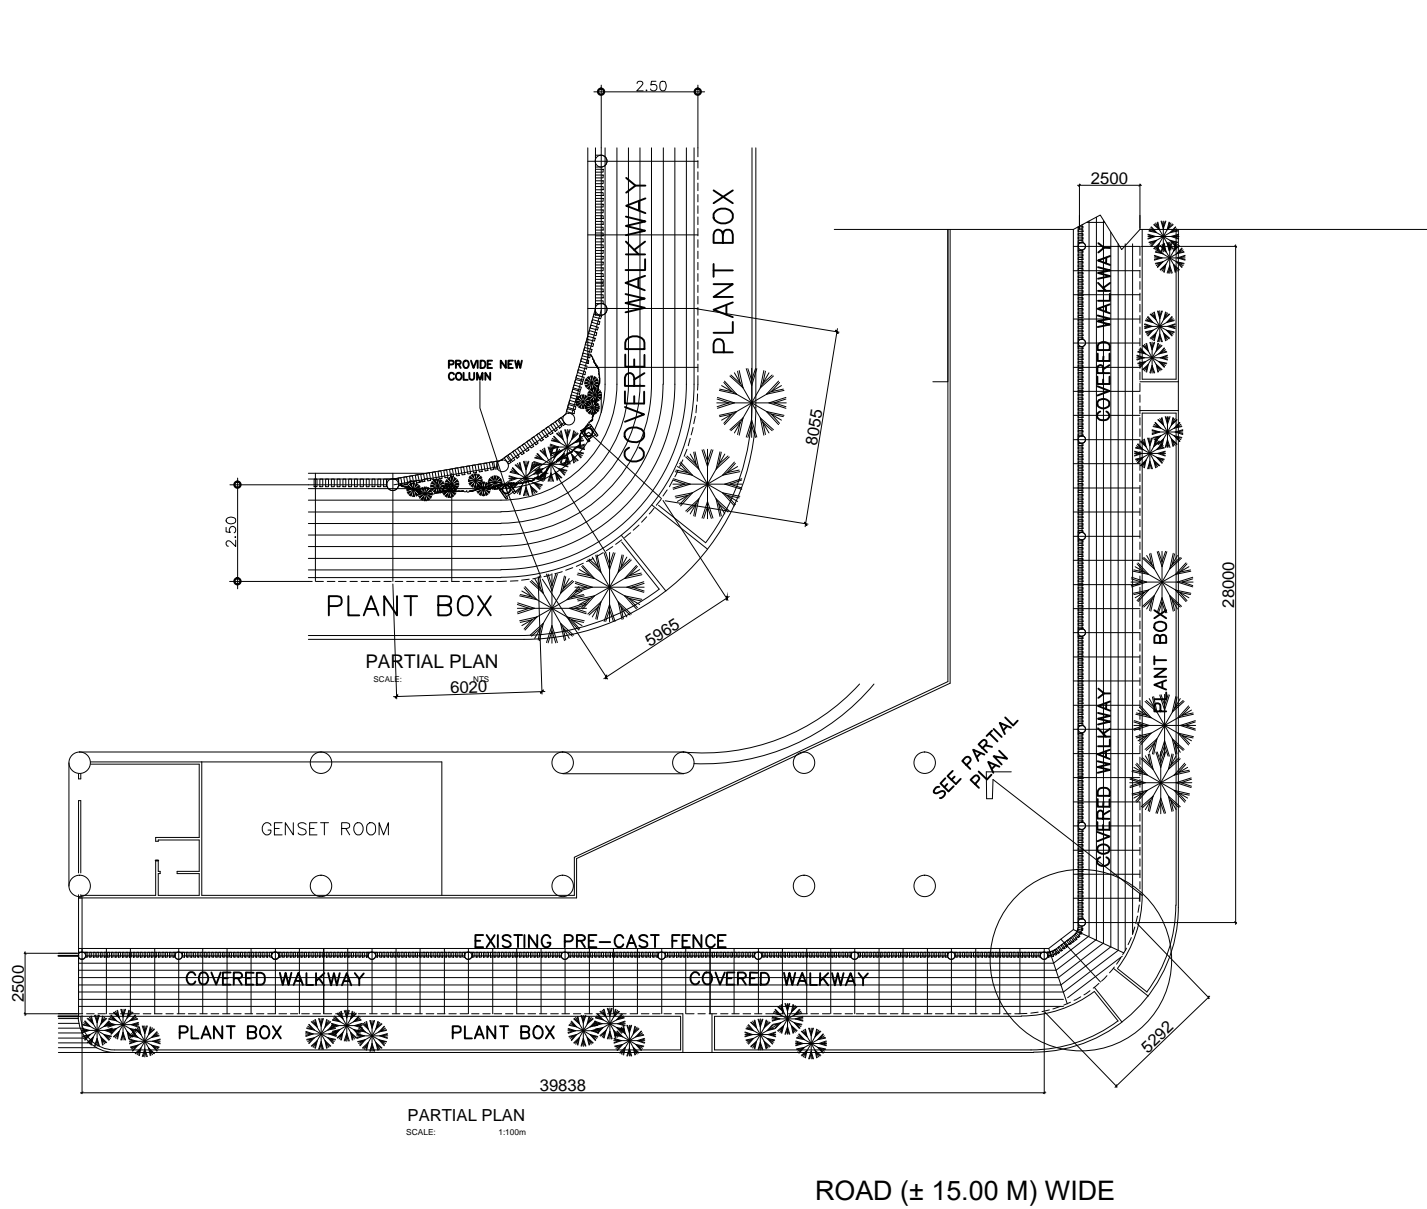 2.50
2500
COVERED WALKWAY
PLANT BOX
COVERED WALKWAY
PROVIDE NEW
COLUMN
8055
2.50
28000
PLANT BOX
5965
PARTIAL PLAN
SCALE: NTS
6020
PLANT BOX
COVERED WALKWAY
SEE PARTIAL
PLAN
GENSET ROOM
EXISTING PRE-CAST FENCE
2500
COVERED WALKWAY
COVERED WALKWAY
PLANT BOX
PLANT BOX
5292
39838
PARTIAL PLAN
SCALE: 1:100m
ROAD (± 15.00 M) WIDE